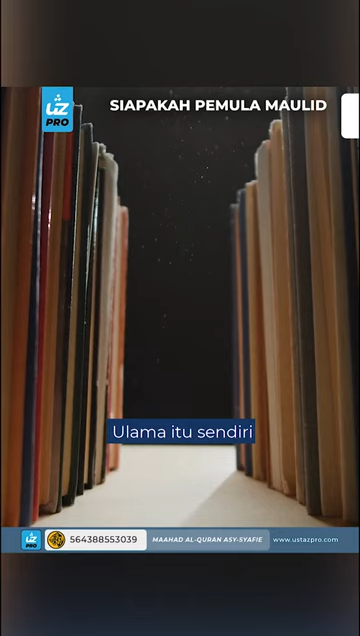 UZ
PRO
SIAPAKAH PEMULA MAULID
Ulama itu sendiri
UZ
PRO
564388553039
MAAHAD AL-QURAN ASY-SYAFIE
www.ustazpro.com